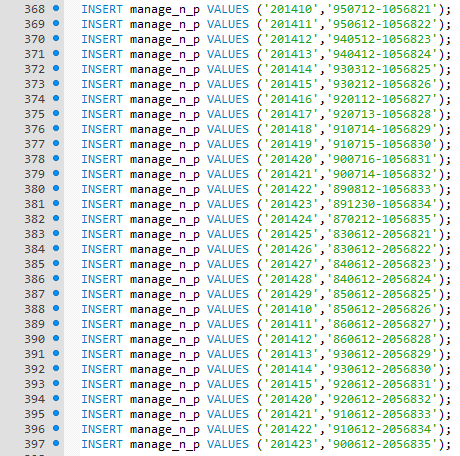 368 INSERT manage_n_p VALUES ('201410','950712-1056821');
369 INSERT manage_n_p VALUES ('201411','950612-1056822');
370 INSERT manage_n_p VALUES ('201412','940512-1056823');
371 INSERT manage_n_p VALUES ('201413','940412-1056824');
372 INSERT manage_n_p VALUES ('201414','930312-1056825');
373 INSERT manage_n_p VALUES ('201415','930212-1056826');
374 INSERT manage_n_p VALUES ('201416','920112-1056827');
375 INSERT manage_n_p VALUES ('201417','920713-1056828');
376 INSERT manage_n_p VALUES ('201418','910714-1056829');
377 INSERT manage_n_p VALUES ('201419','910715-1056830');
378 INSERT manage_n_p VALUES ('201420','900716-1056831');
379 INSERT manage_n_p VALUES ('201421','900714-1056832');
380 INSERT manage_n_p VALUES ('201422','890812-1056833');
381 INSERT manage_n_p VALUES ('201423','891230-1056834');
382 INSERT manage_n_p VALUES ('201424','870212-1056835');
383 INSERT manage_n_p VALUES ('201425','830612-2056821');
384 INSERT manage_n_p VALUES ('201426','830612-2056822');
385 INSERT manage_n_p VALUES ('201427','840612-2056823');
386 INSERT manage_n_p VALUES ('201428','840612-2056824');
387 INSERT manage_n_p VALUES ('201429','850612-2056825');
388 INSERT manage_n_p VALUES ('201410','850612-2056826');
389 INSERT manage_n_p VALUES ('201411','860612-2056827');
390 INSERT manage_n_p VALUES ('201412','860612-2056828');
391 INSERT manage_n_p VALUES ('201413','930612-2056829');
392 INSERT manage_n_p VALUES ('201414','930612-2056830');
393 INSERT manage_n_p VALUES ('201415','920612-2056831');
394 INSERT manage_n_p VALUES ('201420','920612-2056832');
395 INSERT manage_n_p VALUES ('201421','910612-2056833');
396 INSERT manage_n_p VALUES ('201422','910612-2056834');
397 INSERT manage_n_p VALUES ('201423','900612-2056835');